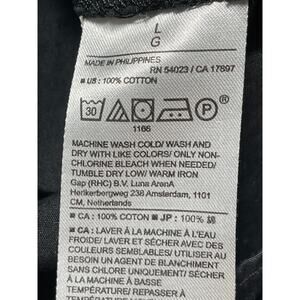 L
G
MADE IN PHILIPPINES
RN 54023 / CA 17897
■ US : 100% COTTON
30 P
1166
MACHINE WASH COLD/ WASH AND
DRY WITH LIKE COLORS/ ONLY NON-
CHLORINE BLEACH WHEN NEEDED/
TUMBLE DRY LOW/ WARM IRON
Gap (RHC) B.V. Luna ArenA
Herikerbergweg 238 Amsterdam, 1101
CM, Netherlands
■ CA : 100% COTON ■ JP : 100% 綿
■ CA : LAVER À LA MACHINE À L'EAU
FROIDE/ LAVER ET SÉCHER AVEC DES
COULEURS SEMBLABLES/ UTILISER AU
BESOIN UN AGENT DE BLANCHIMENT
SANS CHLORE UNIQUEMENT/ SÉCHER
À LA MACHINE À BASSE
TEMPÉRATURE/ REPASSER À